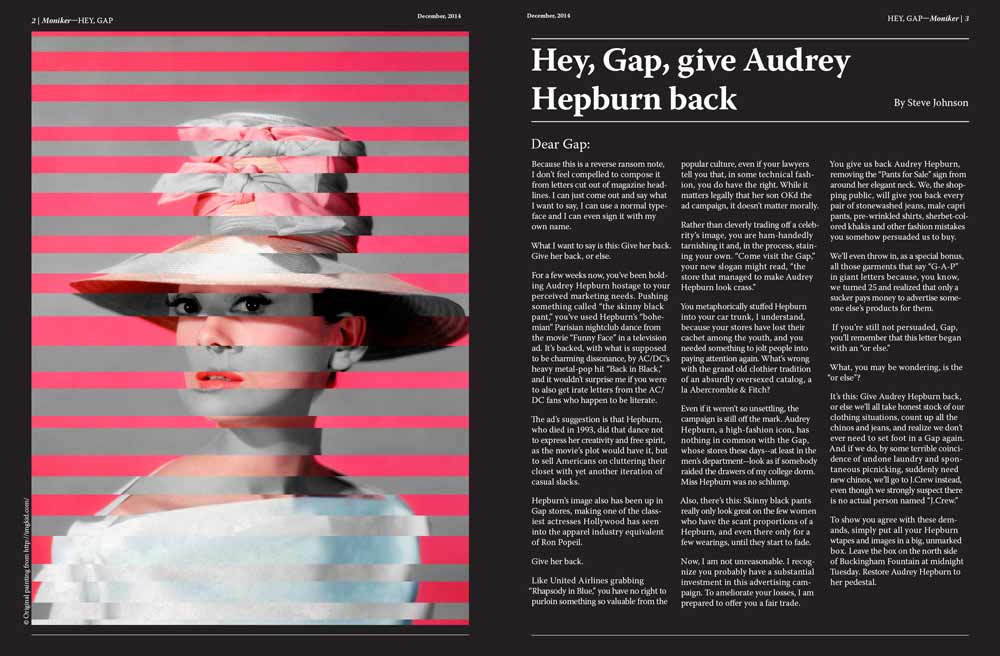 2 | Moniker—HEY, GAP
December, 2014
© Original painting from http://imgkid.com/
December, 2014
HEY, GAP—Moniker | 3
Hey, Gap, give Audrey
Hepburn back
By Steve Johnson
Dear Gap:
Because this is a reverse ransom note,
I don't feel compelled to compose it
from letters cut out of magazine head-
lines. I can just come out and say what
I want to say, I can use a normal type-
face and I can even sign it with my
own name.
What I want to say is this: Give her back.
Give her back, or else.
For a few weeks now, you've been hold-
ing Audrey Hepburn hostage to your
perceived marketing needs. Pushing
something called "the skinny black
pant," you've used Hepburn's "bohe-
mian" Parisian nightclub dance from
the movie "Funny Face" in a television
ad. It's backed, with what is supposed
to be charming dissonance, by AC/DC's
heavy metal-pop hit "Back in Black,"
and it wouldn't surprise me if you were
to also get irate letters from the AC/
DC fans who happen to be literate.
The ad's suggestion is that Hepburn,
who died in 1993, did that dance not
to express her creativity and free spirit,
as the movie's plot would have it, but
to sell Americans on cluttering their
closet with yet another iteration of
casual slacks.
Hepburn's image also has been up in
Gap stores, making one of the class-
iest actresses Hollywood has seen
into the apparel industry equivalent
of Ron Popeil.
Give her back.
Like United Airlines grabbing
"Rhapsody in Blue," you have no right to
purloin something so valuable from the
popular culture, even if your lawyers
tell you that, in some technical fash-
ion, you do have the right. While it
matters legally that her son OKd the
ad campaign, it doesn't matter morally.
Rather than cleverly trading off a celeb-
rity's image, you are ham-handedly
tarnishing it and, in the process, stain-
ing your own. "Come visit the Gap,"
your new slogan might read, "the
store that managed to make Audrey
Hepburn look crass."
You metaphorically stuffed Hepburn
into your car trunk, I understand,
because your stores have lost their
cachet among the youth, and you
needed something to jolt people into
paying attention again. What's wrong
with the grand old clothier tradition
of an absurdly oversexed catalog, a
la Abercrombie & Fitch?
Even if it weren't so unsettling, the
campaign is still off the mark. Audrey
Hepburn, a high-fashion icon, has
nothing in common with the Gap,
whose stores these days--at least in the
men's department--look as if somebody
raided the drawers of my college dorm.
Miss Hepburn was no schlump.
Also, there's this: Skinny black pants
really only look great on the few women
who have the scant proportions of a
Hepburn, and even there only for a
few wearings, until they start to fade.
Now, I am not unreasonable. I recog-
nize you probably have a substantial
investment in this advertising cam-
paign. To ameliorate your losses, I am
prepared to offer you a fair trade.
You give us back Audrey Hepburn,
removing the "Pants for Sale" sign from
around her elegant neck. We, the shop-
ping public, will give you back every
pair of stonewashed jeans, male capri
pants, pre-wrinkled shirts, sherbet-col-
ored khakis and other fashion mistakes
you somehow persuaded us to buy.
We'll even throw in, as a special bonus,
all those garments that say "G-A-P"
in giant letters because, you know,
we turned 25 and realized that only a
sucker pays money to advertise some-
one else's products for them.
If you're still not persuaded, Gap,
you'll remember that this letter began
with an "or else."
What, you may be wondering, is the
"or else"?
It's this: Give Audrey Hepburn back,
or else we'll all take honest stock of our
clothing situations, count up all the
chinos and jeans, and realize we don't
ever need to set foot in a Gap again.
And if we do, by some terrible coinci-
dence of undone laundry and spon-
taneous picnicking, suddenly need
new chinos, we'll go to J.Crew instead,
even though we strongly suspect there
is no actual person named "J.Crew."
To show you agree with these dem-
ands, simply put all your Hepburn
wtapes and images in a big, unmarked
box. Leave the box on the north side
of Buckingham Fountain at midnight
Tuesday. Restore Audrey Hepburn to
her pedestal.